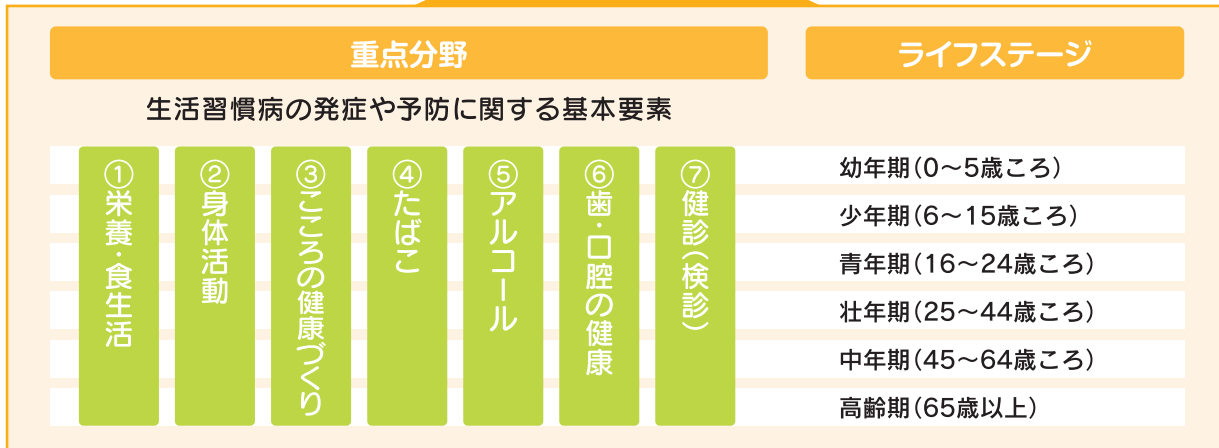 重点分野
生活習慣病の発症や予防に関する基本要素
①栄養・食生活
②身体活動
③こころの健康づくり
④たばこ
⑤アルコール
⑥歯・口腔の健康
⑦健診(検診)
ライフステージ
幼年期(0〜5歳ころ)
少年期(6〜15歳ころ)
青年期(16〜24歳ころ)
壮年期(25〜44歳ころ)
中年期(45〜64歳ころ)
高齢期(65歳以上)